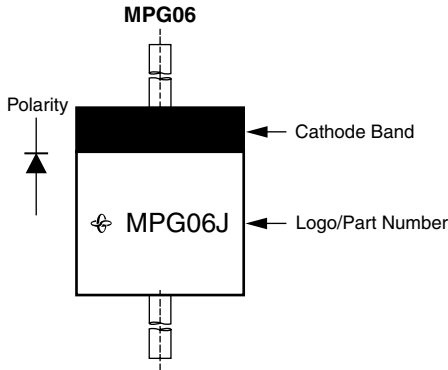 MPG06
Polarity
Cathode Band
MPG06J
Logo/Part Number